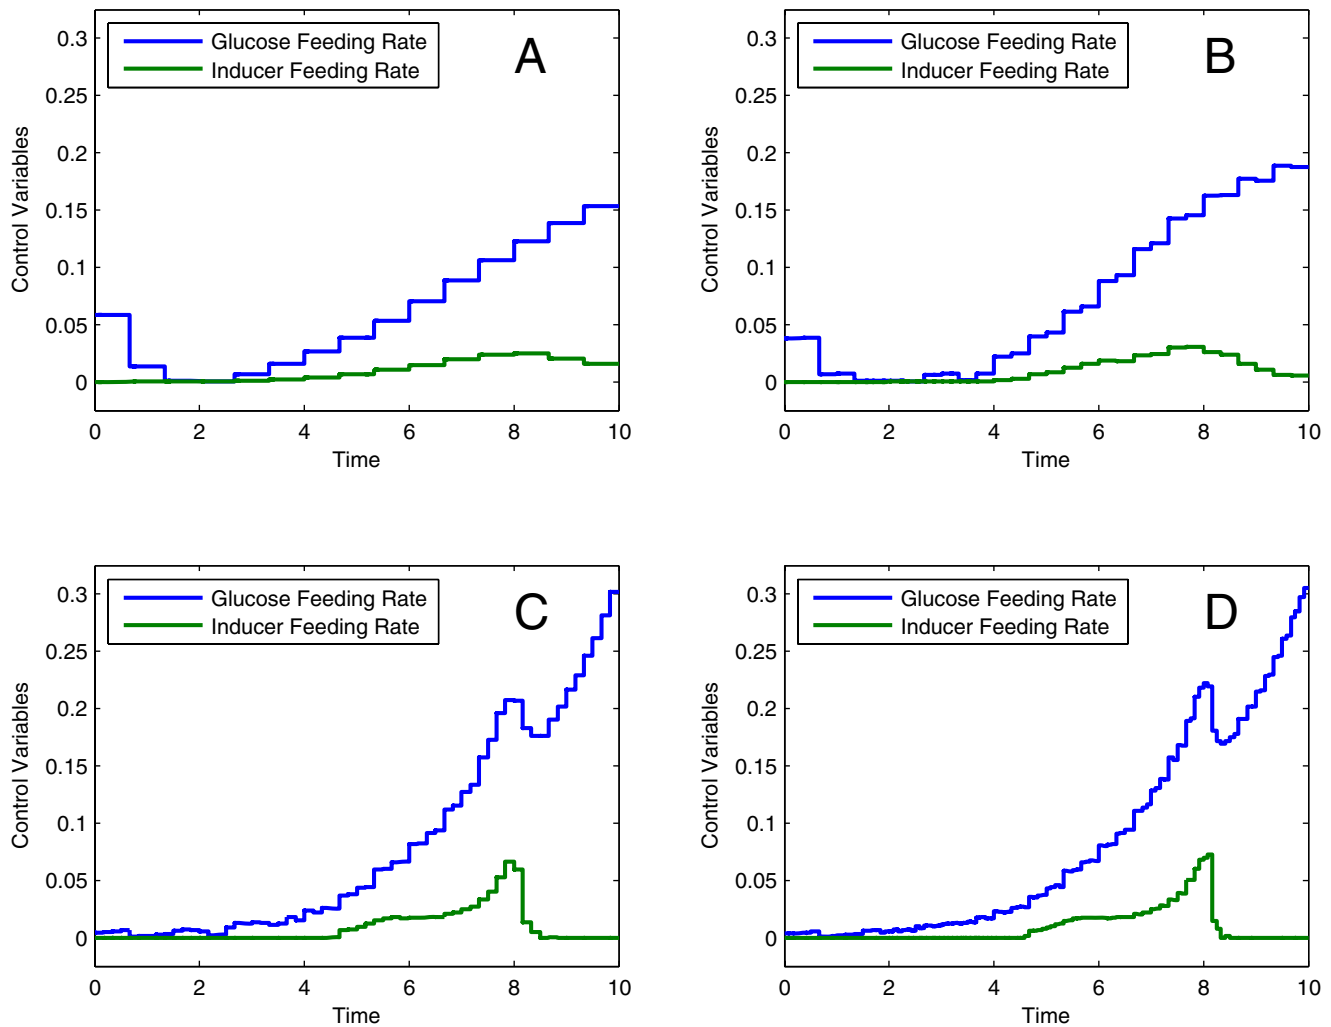 Glucose Feeding Rate
Inducer Feeding Rate
A
Control Variables
0.3
0.25
0.2
0.15
0.1
0.05
0
0 2 4 6 8 10
Time
Glucose Feeding Rate
Inducer Feeding Rate
B
Control Variables
0.3
0.25
0.2
0.15
0.1
0.05
0
0 2 4 6 8 10
Time
Glucose Feeding Rate
Inducer Feeding Rate
C
Control Variables
0.3
0.25
0.2
0.15
0.1
0.05
0
0 2 4 6 8 10
Time
Glucose Feeding Rate
Inducer Feeding Rate
D
Control Variables
0.3
0.25
0.2
0.15
0.1
0.05
0
0 2 4 6 8 10
Time